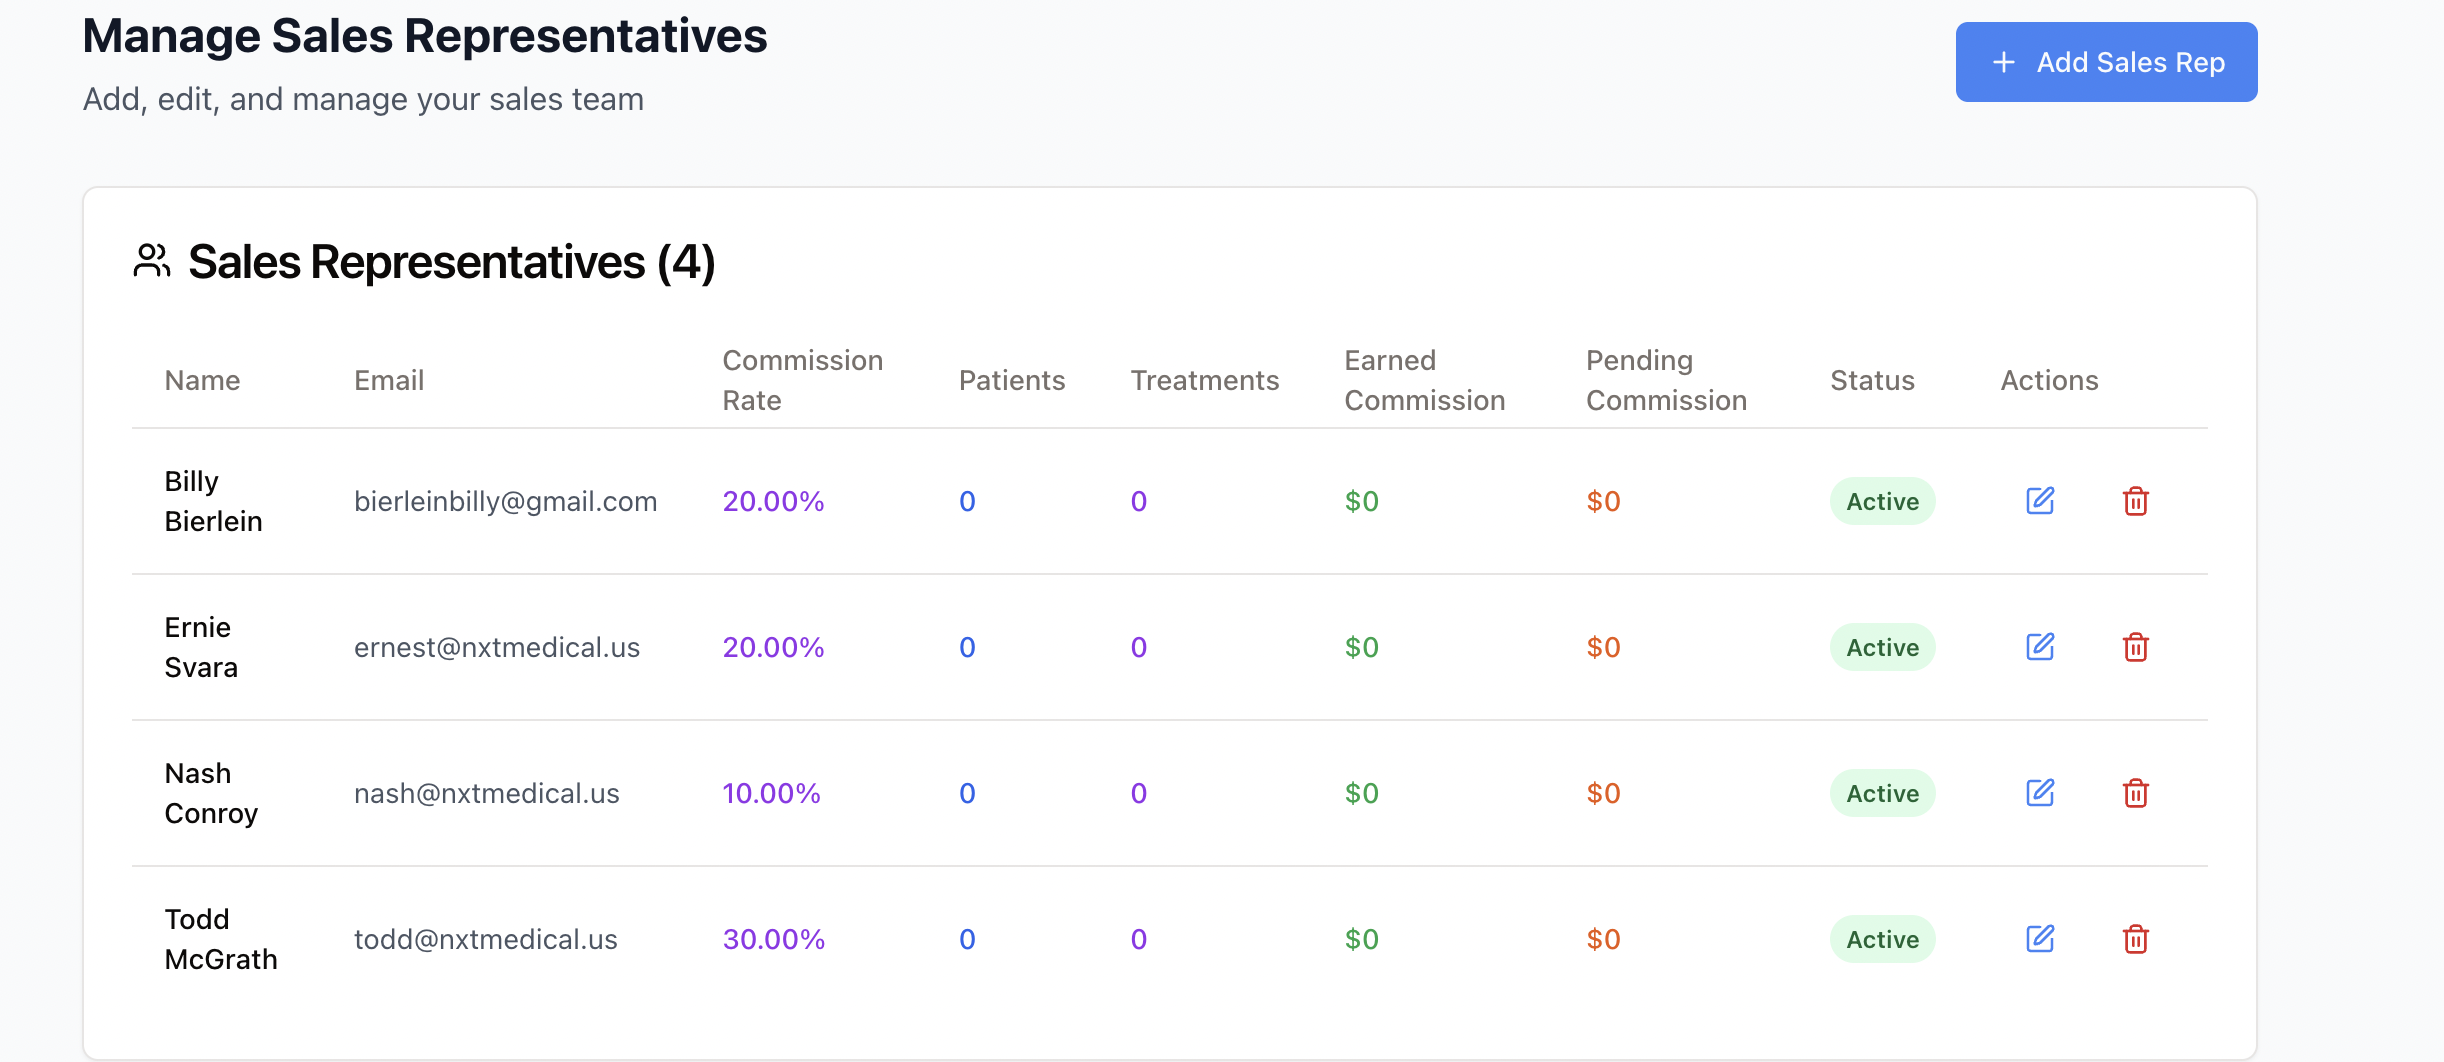 Manage Sales Representatives
Add, edit, and manage your sales team
+ Add Sales Rep
Sales Representatives (4)
Name Email Commission Rate Patients Treatments Earned Commission Pending Commission Status Actions
Billy Bierlein bierleinbilly@gmail.com 20.00% 0 0 $0 $0 Active
Ernie Svara ernest@nxtmedical.us 20.00% 0 0 $0 $0 Active
Nash Conroy nash@nxtmedical.us 10.00% 0 0 $0 $0 Active
Todd McGrath todd@nxtmedical.us 30.00% 0 0 $0 $0 Active